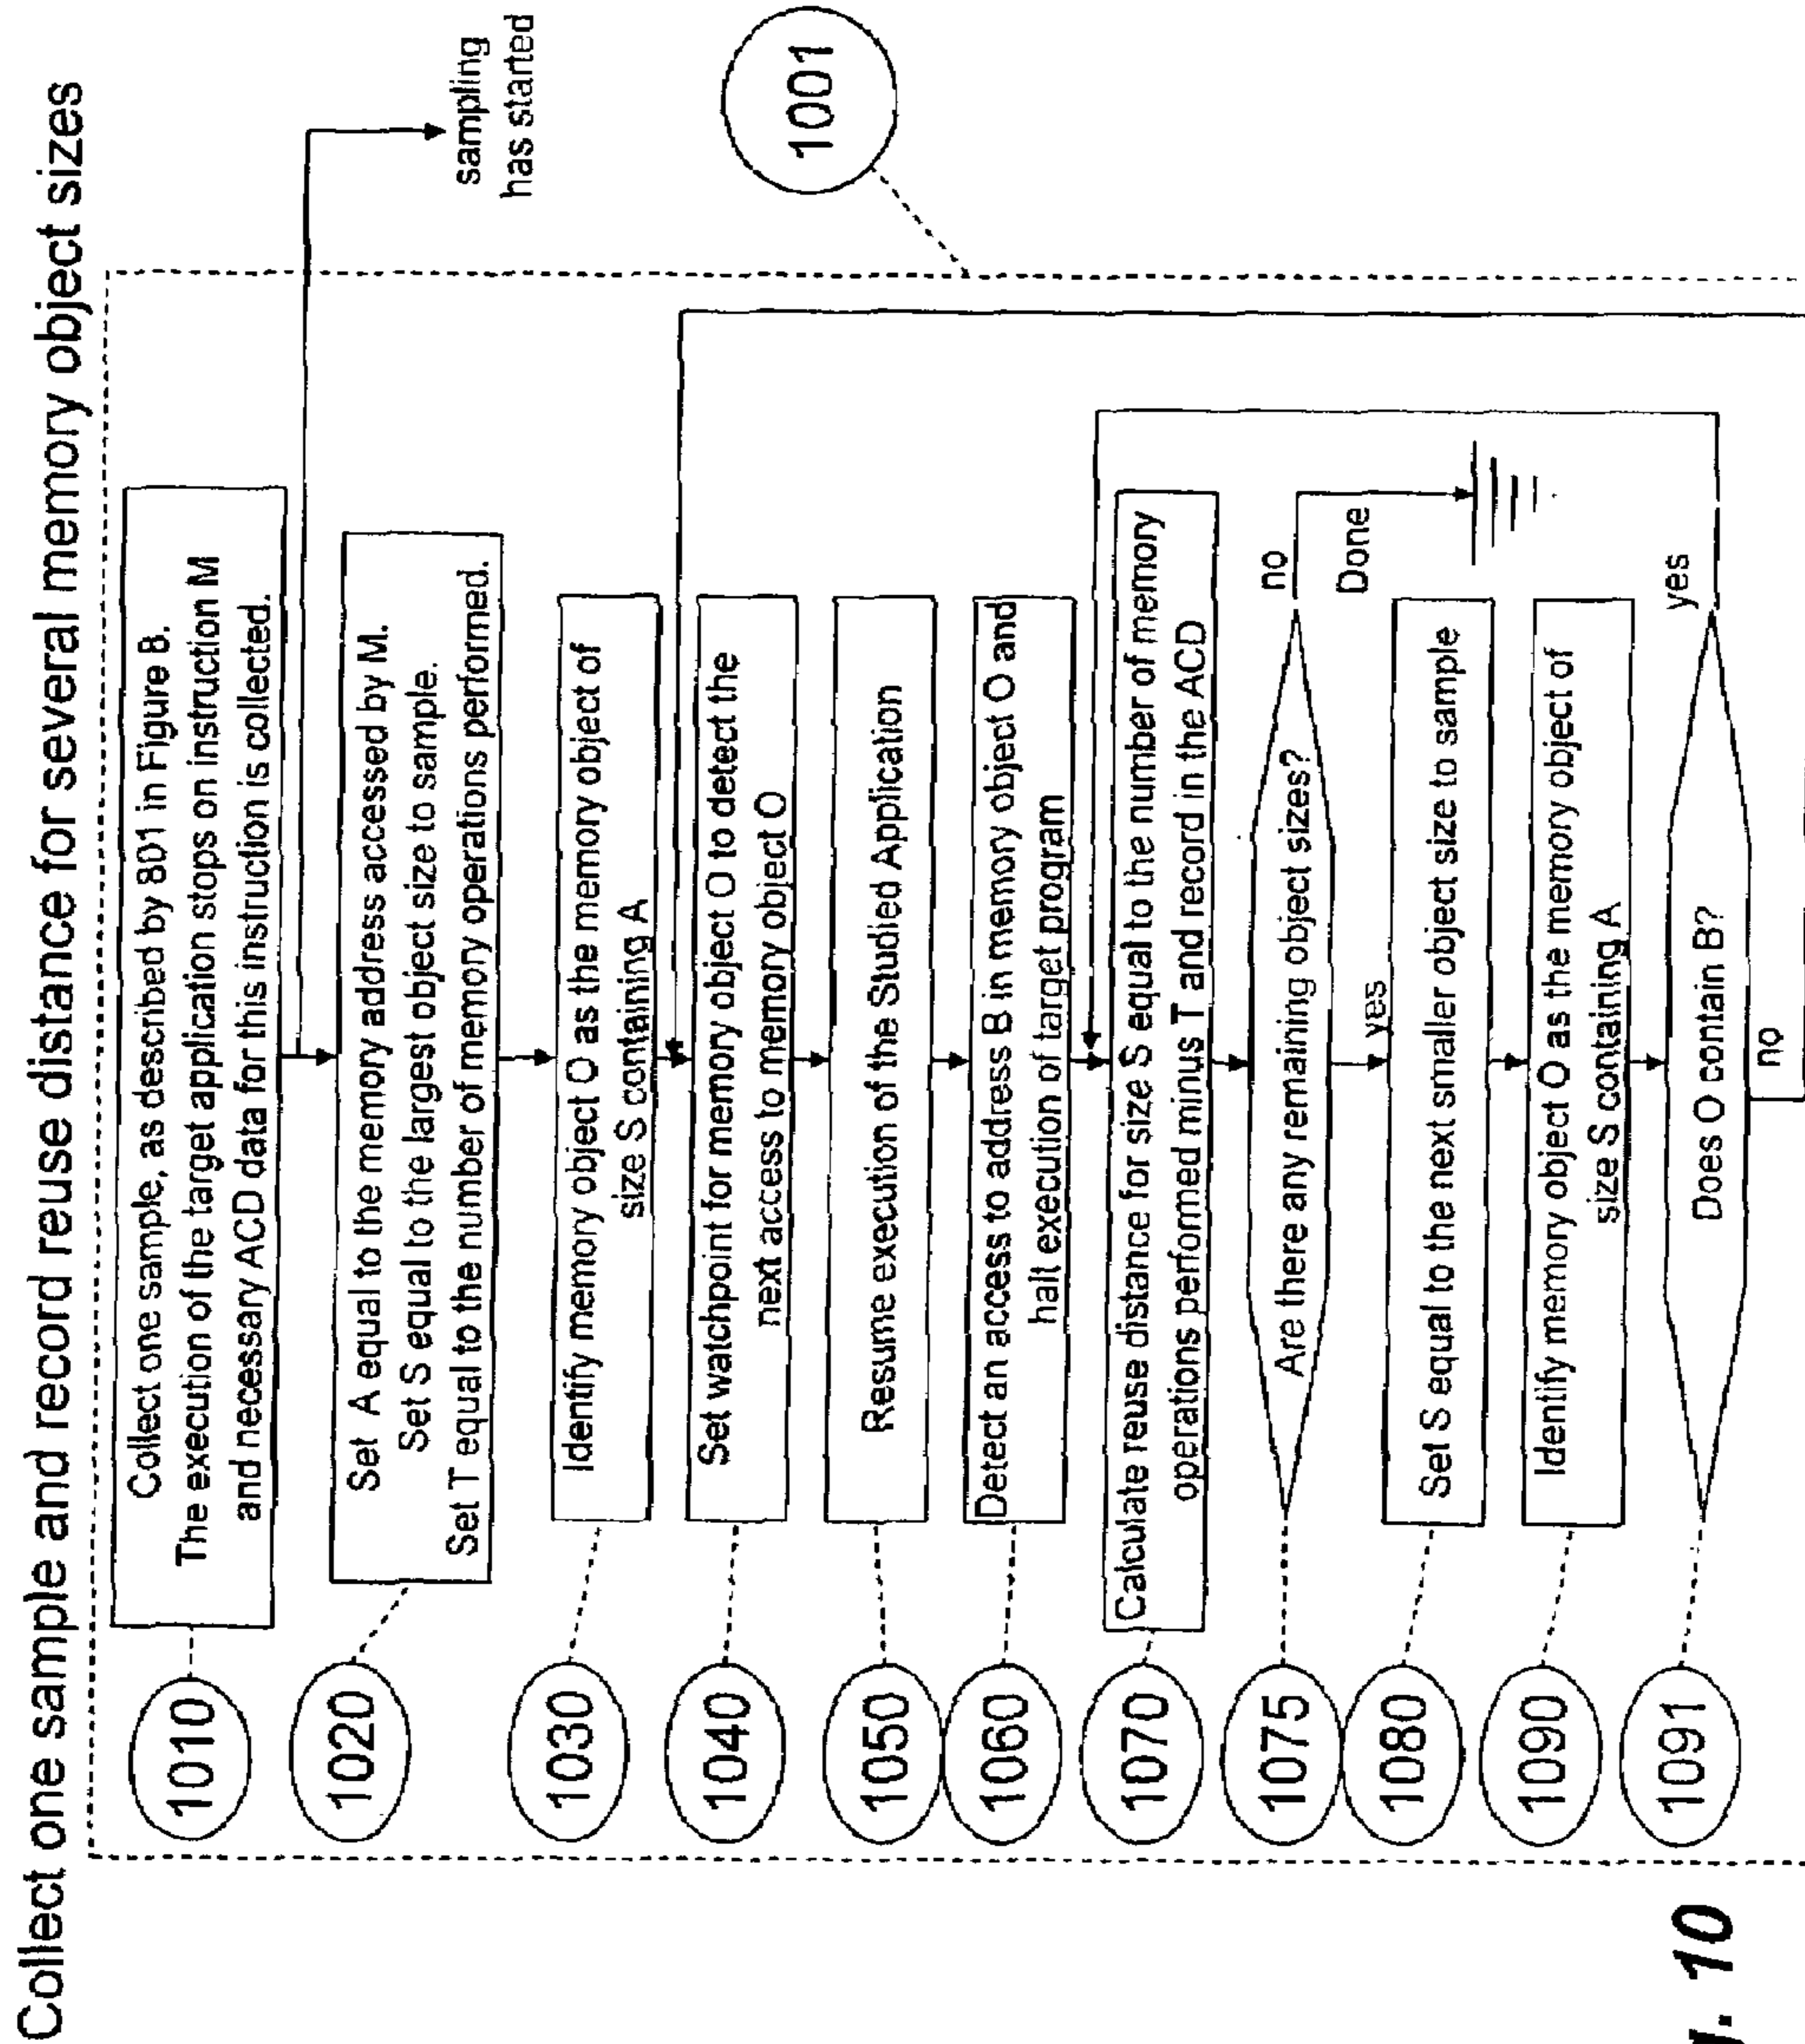 Collect one sample and record reuse distance for several memory object sizes
sampling
has started
1001
1010
Collect one sample, as described by 801 in Figure 8.
The execution of the target application stops on instruction M
and necessary ACD data for this instruction is collected.
1020
Set A equal to the memory address accessed by M.
Set S equal to the largest object size to sample.
Set T equal to the number of memory operations performed.
1030
Identify memory object O as the memory object of
size S containing A
1040
Set watchpoint for memory object O to detect the
next access to memory object O
1050
Resume execution of the Studied Application
1060
Detect an access to address B in memory object O and
halt execution of target program
1070
Calculate reuse distance for size S equal to the number of memory
operations performed minus T and record in the ACD
1075
Are there any remaining object sizes?
no
Done
yes
1080
Set S equal to the next smaller object size to sample
1090
Identify memory object O as the memory object of
size S containing A
1091
Does O contain B?
yes
no
g. 10